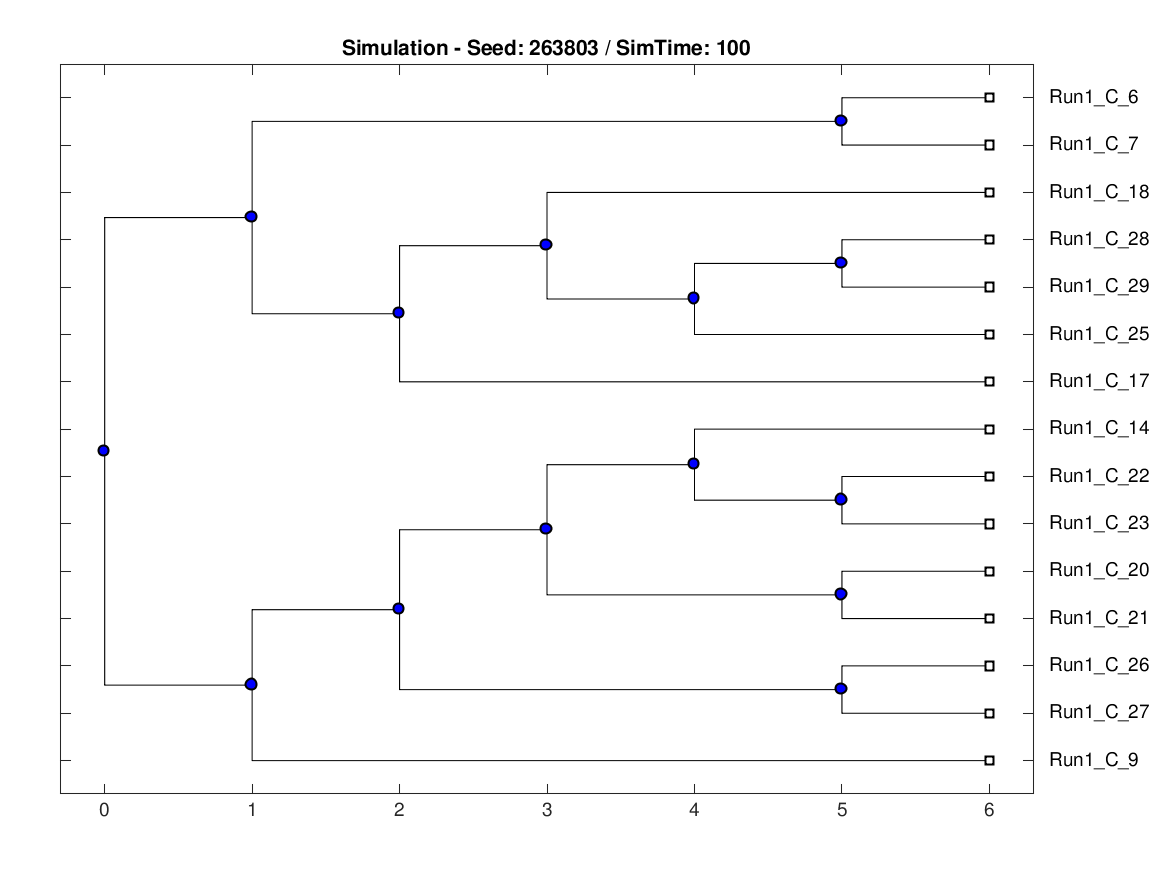 Simulation - Seed: 263803 / SimTime: 100
Run1_C_6
Run1_C_7
Run1_C_18
Run1_C_28
Run1_C_29
Run1_C_25
Run1_C_17
Run1_C_14
Run1_C_22
Run1_C_23
Run1_C_20
Run1_C_21
Run1_C_26
Run1_C_27
Run1_C_9
0 1 2 3 4 5 6